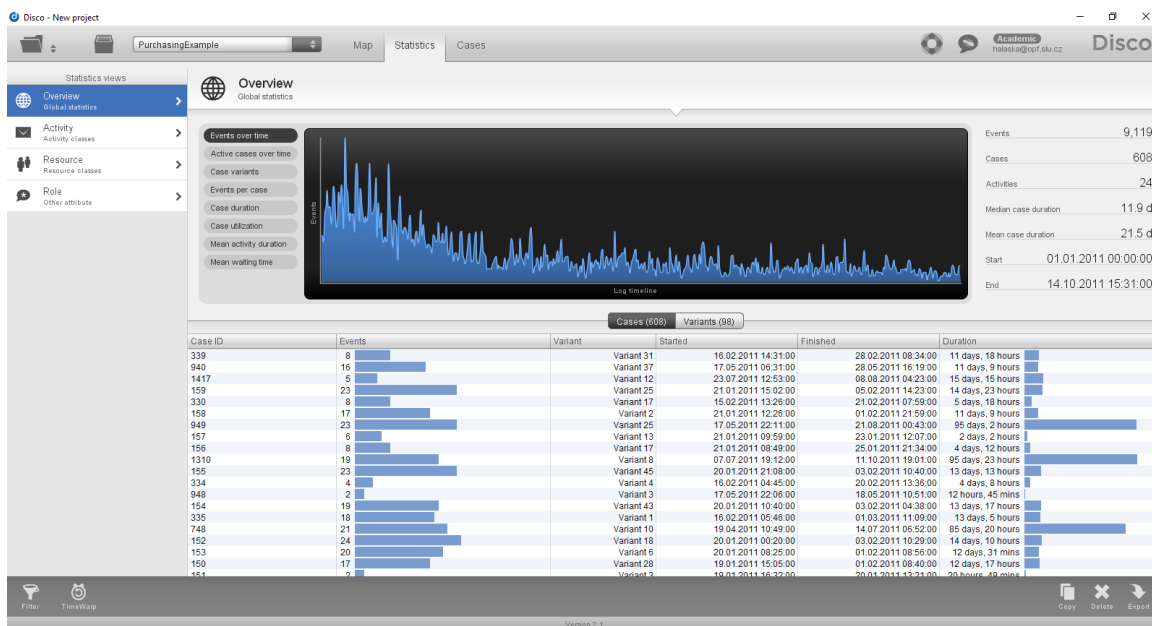 Disco - New project
PurchasingExample
Map Statistics Cases
Academic
halaska@opf.slu.cz
Disco
Statistics views
Overview
Global statistics
Activity
Activity classes
Resource
Resource classes
Role
Other attribute
Overview
Global statistics
Events over time
Active cases over time
Case variants
Events per case
Case duration
Case utilization
Mean activity duration
Mean waiting time
Events
Log timeline
Events 9,119
Cases 608
Activities 24
Median case duration 11.9 d
Mean case duration 21.5 d
Start 01.01.2011 00:00:00
End 14.10.2011 15:31:00
Cases (608) Variants (98)
Case ID Events Variant Started Finished Duration
339 8 Variant 31 16.02.2011 14:31:00 28.02.2011 08:34:00 11 days, 18 hours
940 16 Variant 37 17.05.2011 06:31:00 28.05.2011 16:19:00 11 days, 9 hours
1417 5 Variant 12 23.07.2011 12:53:00 08.08.2011 04:23:00 15 days, 15 hours
159 23 Variant 25 21.01.2011 15:02:00 05.02.2011 14:23:00 14 days, 23 hours
330 8 Variant 17 15.02.2011 13:26:00 21.02.2011 07:59:00 5 days, 18 hours
158 17 Variant 2 21.01.2011 12:26:00 01.02.2011 21:59:00 11 days, 9 hours
949 23 Variant 25 17.05.2011 22:11:00 21.08.2011 00:43:00 95 days, 2 hours
157 6 Variant 13 21.01.2011 09:59:00 23.01.2011 12:07:00 2 days, 2 hours
156 8 Variant 17 21.01.2011 08:49:00 25.01.2011 21:34:00 4 days, 12 hours
1310 19 Variant 8 07.07.2011 19:12:00 11.10.2011 19:01:00 95 days, 23 hours
155 23 Variant 45 20.01.2011 21:08:00 03.02.2011 10:40:00 13 days, 13 hours
334 4 Variant 4 16.02.2011 04:45:00 20.02.2011 13:36:00 4 days, 8 hours
948 2 Variant 3 17.05.2011 22:06:00 18.05.2011 10:51:00 12 hours, 45 mins
154 19 Variant 43 20.01.2011 10:40:00 03.02.2011 04:38:00 13 days, 17 hours
335 18 Variant 1 16.02.2011 05:46:00 01.03.2011 11:09:00 13 days, 5 hours
748 21 Variant 10 19.04.2011 10:49:00 14.07.2011 06:52:00 85 days, 20 hours
152 24 Variant 18 20.01.2011 00:20:00 03.02.2011 10:29:00 14 days, 10 hours
153 20 Variant 6 20.01.2011 08:25:00 01.02.2011 08:56:00 12 days, 31 mins
150 17 Variant 28 19.01.2011 15:05:00 01.02.2011 08:40:00 12 days, 17 hours
151 2 Variant 3 19.01.2011 16:32:00 20.01.2011 13:21:00 20 hours, 49 mins
Filter TimeWarp
Copy Delete Export
Version 2.1